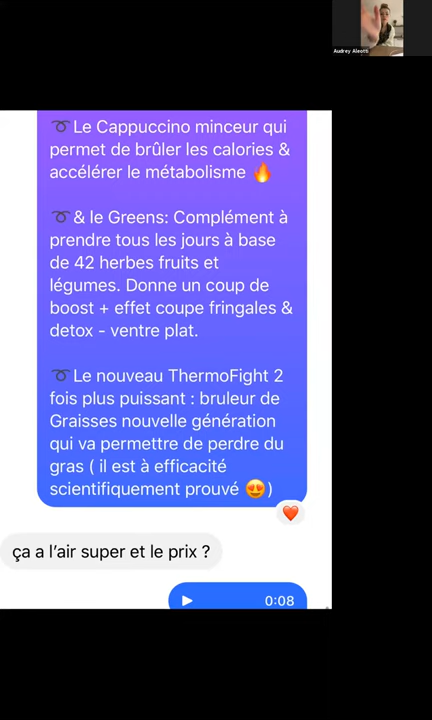 Audrey Aleotti
➰Le Cappuccino minceur qui
permet de brûler les calories &
accélérer le métabolisme 🔥
➰& le Greens: Complément à
prendre tous les jours à base
de 42 herbes fruits et
légumes. Donne un coup de
boost + effet coupe fringales &
detox - ventre plat.
➰Le nouveau ThermoFight 2
fois plus puissant : bruleur de
Graisses nouvelle génération
qui va permettre de perdre du
gras ( il est à efficacité
scientifiquement prouvé 😍)
ça a l’air super et le prix ?
0:08